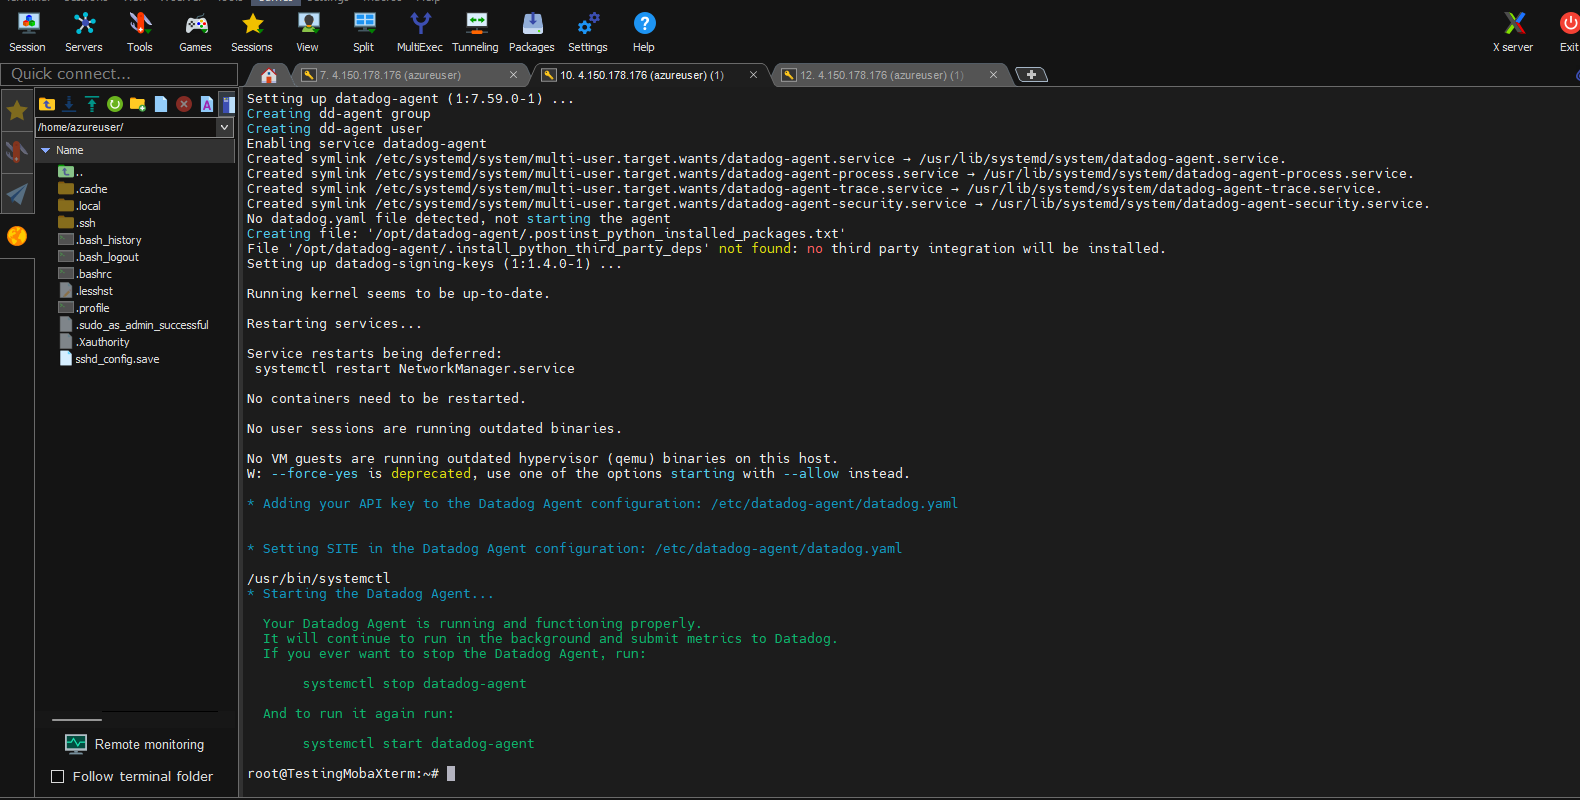 Session
Servers
Tools
Games
Sessions
View
Split
MultiExec
Tunneling
Packages
Settings
Help
X server
Exit
Quick connect...
7. 4.150.178.176 (azureuser)
10. 4.150.178.176 (azureuser) (1)
12. 4.150.178.176 (azureuser) (1)
/home/azureuser/
Name
..
.cache
.local
.ssh
.bash_history
.bash_logout
.bashrc
.lesshst
.profile
.sudo_as_admin_successful
.Xauthority
sshd_config.save
Remote monitoring
Follow terminal folder
Setting up datadog-agent (1:7.59.0-1) ...
Creating dd-agent group
Creating dd-agent user
Enabling service datadog-agent
Created symlink /etc/systemd/system/multi-user.target.wants/datadog-agent.service → /usr/lib/systemd/system/datadog-agent.service.
Created symlink /etc/systemd/system/multi-user.target.wants/datadog-agent-process.service → /usr/lib/systemd/system/datadog-agent-process.service.
Created symlink /etc/systemd/system/multi-user.target.wants/datadog-agent-trace.service → /usr/lib/systemd/system/datadog-agent-trace.service.
Created symlink /etc/systemd/system/multi-user.target.wants/datadog-agent-security.service → /usr/lib/systemd/system/datadog-agent-security.service.
No datadog.yaml file detected, not starting the agent
Creating file: '/opt/datadog-agent/.postinst_python_installed_packages.txt'
File '/opt/datadog-agent/.install_python_third_party_deps' not found: no third party integration will be installed.
Setting up datadog-signing-keys (1:1.4.0-1) ...
Running kernel seems to be up-to-date.
Restarting services...
Service restarts being deferred:
systemctl restart NetworkManager.service
No containers need to be restarted.
No user sessions are running outdated binaries.
No VM guests are running outdated hypervisor (qemu) binaries on this host.
W: --force-yes is deprecated, use one of the options starting with --allow instead.
* Adding your API key to the Datadog Agent configuration: /etc/datadog-agent/datadog.yaml
* Setting SITE in the Datadog Agent configuration: /etc/datadog-agent/datadog.yaml
/usr/bin/systemctl
* Starting the Datadog Agent...
Your Datadog Agent is running and functioning properly.
It will continue to run in the background and submit metrics to Datadog.
If you ever want to stop the Datadog Agent, run:
systemctl stop datadog-agent
And to run it again run:
systemctl start datadog-agent
root@TestingMobaXterm:~#